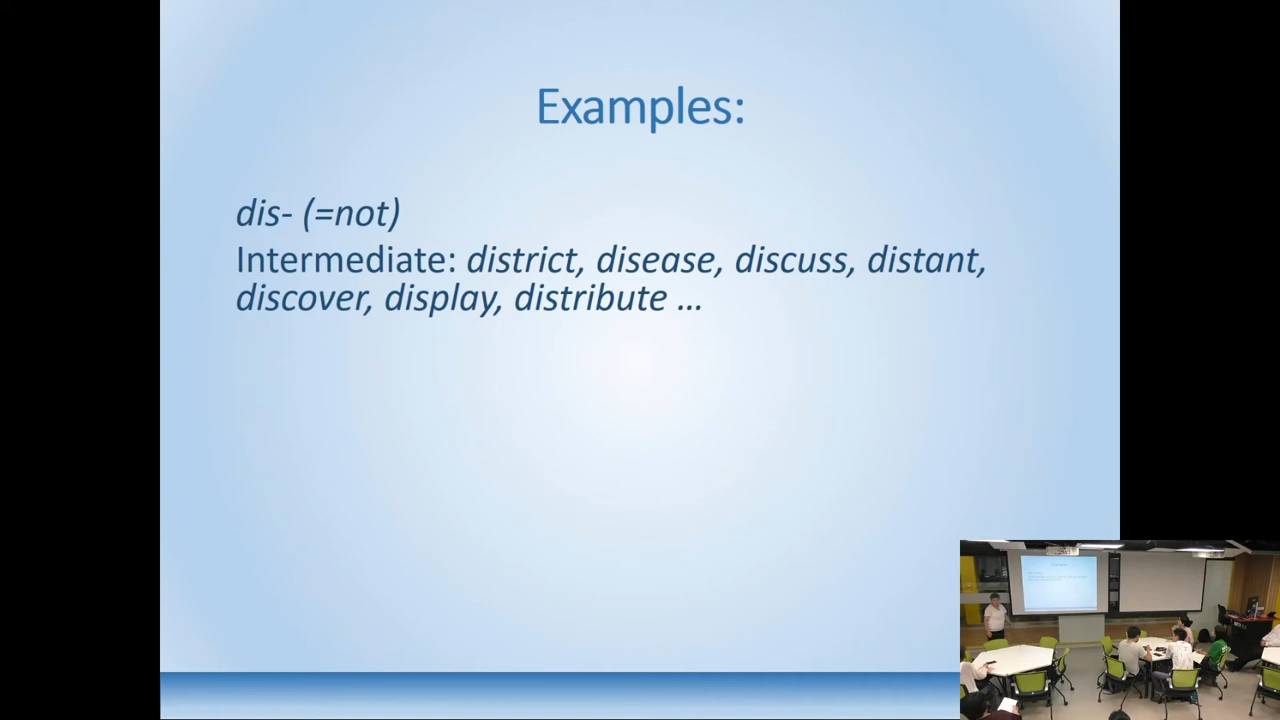 Examples:
dis- (=not)
Intermediate: district, disease, discuss, distant,
discover, display, distribute ...